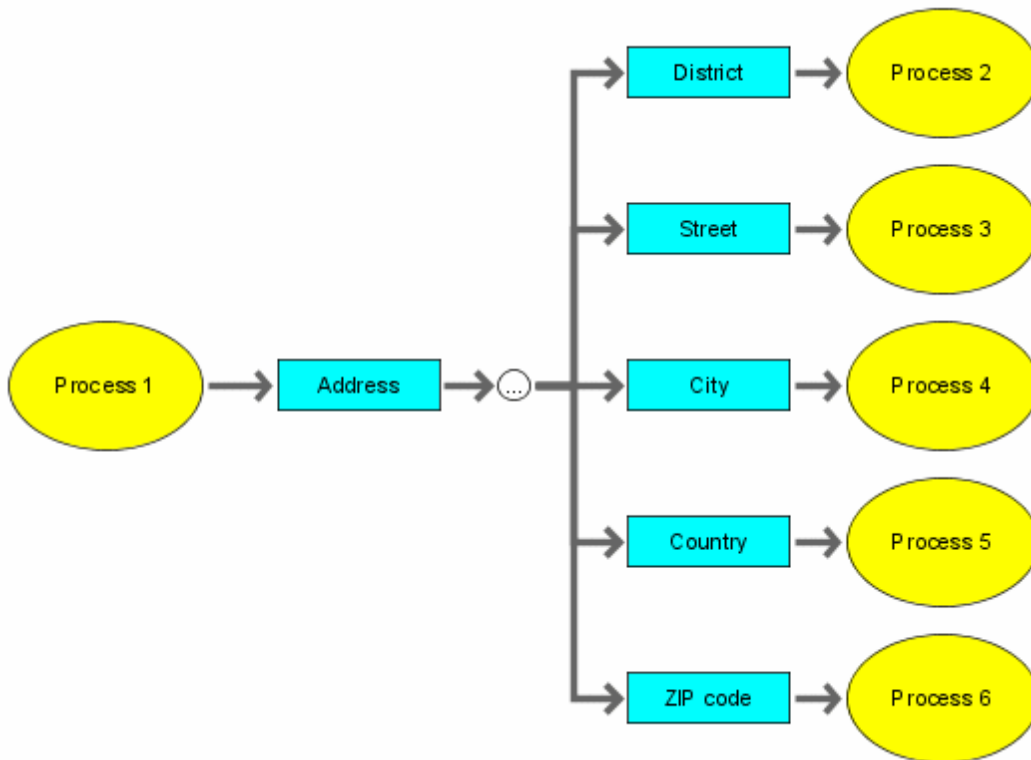 District
Process 2
Street
Process 3
Process 1
Address
...
City
Process 4
Country
Process 5
ZIP code
Process 6